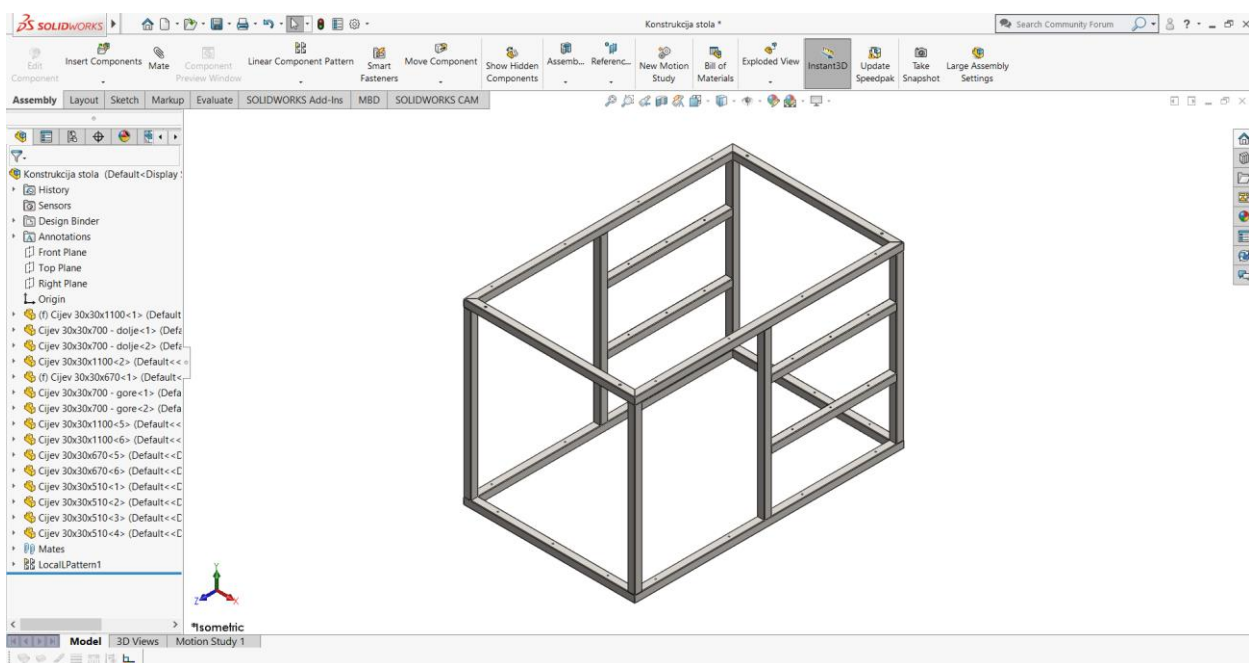 SOLIDWORKS
Konstrukcija stola *
Search Community Forum
Edit Component
Insert Components
Mate
Component Preview Window
Linear Component Pattern
Smart Fasteners
Move Component
Show Hidden Components
Assemb...
Referenc...
New Motion Study
Bill of Materials
Exploded View
Instant3D
Update Speedpak
Take Snapshot
Large Assembly Settings
Assembly Layout Sketch Markup Evaluate SOLIDWORKS Add-Ins MBD SOLIDWORKS CAM
Konstrukcija stola (Default<Display
History
Sensors
Design Binder
Annotations
Front Plane
Top Plane
Right Plane
Origin
(f) Cijev 30x30x1100<1> (Default
Cijev 30x30x700 - dolje<1> (Defa
Cijev 30x30x700 - dolje<2> (Defa
Cijev 30x30x1100<2> (Default<<
(f) Cijev 30x30x670<1> (Default<
Cijev 30x30x700 - gore<1> (Defa
Cijev 30x30x700 - gore<2> (Defa
Cijev 30x30x1100<5> (Default<<
Cijev 30x30x1100<6> (Default<<
Cijev 30x30x670<5> (Default<<D
Cijev 30x30x670<6> (Default<<D
Cijev 30x30x510<1> (Default<<D
Cijev 30x30x510<2> (Default<<D
Cijev 30x30x510<3> (Default<<D
Cijev 30x30x510<4> (Default<<D
Mates
LocalLPattern1
Y
Z
X
*Isometric
Model 3D Views Motion Study 1